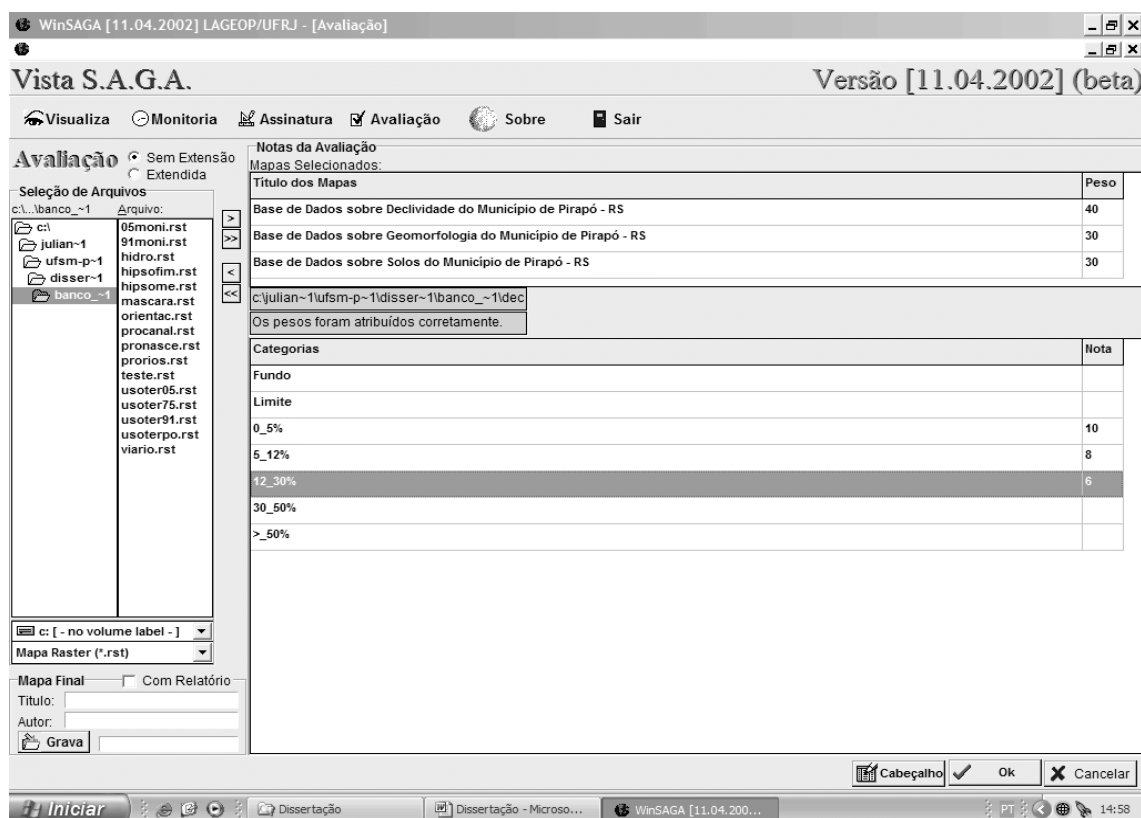 WinSAGA [11.04.2002] LAGEOP/UFRJ - [Avaliação]
Vista S.A.G.A.
Versão [11.04.2002] (beta)
Visualiza
Monitoria
Assinatura
Avaliação
Sobre
Sair
Avaliação
Sem Extensão
Extendida
Seleção de Arquivos
c:\...\banco_~1
Arquivo:
c:\
julian~1
ufsm-p~1
disser~1
banco_~1
05moni.rst
91moni.rst
hidro.rst
hipsofim.rst
hipsome.rst
mascara.rst
orientac.rst
procanal.rst
pronasce.rst
prorios.rst
teste.rst
usoter05.rst
usoter75.rst
usoter91.rst
usoterpo.rst
viario.rst
>
>>
<
<<
c: [ - no volume label - ]
Mapa Raster (*.rst)
Mapa Final
Com Relatório
Titulo:
Autor:
Grava
Notas da Avaliação
Mapas Selecionados:
Título dos Mapas Peso
Base de Dados sobre Declividade do Município de Pirapó - RS 40
Base de Dados sobre Geomorfologia do Município de Pirapó - RS 30
Base de Dados sobre Solos do Município de Pirapó - RS 30
c:\julian~1\ufsm-p~1\disser~1\banco_~1\dec
Os pesos foram atribuídos corretamente.
Categorias Nota
Fundo
Limite
0_5% 10
5_12% 8
12_30% 6
30_50%
>_50%
Cabeçalho
Ok
Cancelar
Iniciar
Dissertação
Dissertação - Microso...
WinSAGA [11.04.200...
PT
14:58